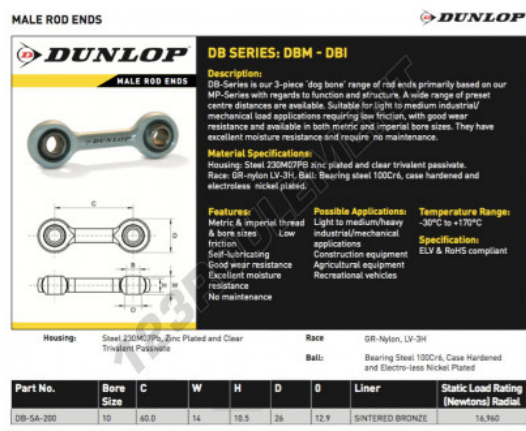 MALE ROD ENDS
DUNLOP
DUNLOP
MALE ROD ENDS
DB SERIES: DBM - DBI
Description:
DB-Series is our 3-piece 'dog bone' range of rod ends primarily based on our
MP-Series with regards to function and structure. A wide range of preset
centre distances are available. Suitable for light to medium industrial/
mechanical load applications requiring low friction, with good wear
resistance and available in both metric and imperial bore sizes. They have
excellent moisture resistance and require no maintenance.
Material Specifications:
Housing: Steel 230M07PB zinc plated and clear trivalent passivate.
Race: GR-nylon LV-3H, Ball: Bearing steel 100Cr6, case hardened and
electroless nickel plated.
Features:
Metric & imperial thread
& bore sizes Low
friction
Self-lubricating
Good wear resistance
Excellent moisture
resistance
No maintenance
Possible Applications:
Light to medium/heavy
industrial/mechanical
applications
Construction equipment
Agricultural equipment
Recreational vehicles
Temperature Range:
-30°C to +170°C
Specification:
ELV & RoHS compliant
C
D
B
H
W
O
Housing: Steel 230M07Pb, Zinc Plated and Clear
Trivalent Passivate
Race GR-Nylon, LV-3H
Ball: Bearing Steel 100Cr6, Case Hardened
and Electro-less Nickel Plated
Part No. Bore Size C W H D O Liner Static Load Rating (Newtons) Radial
DB-SA-200 10 60.0 14 10.5 26 12.9 SINTERED BRONZE 16,960
123ROULEMENT